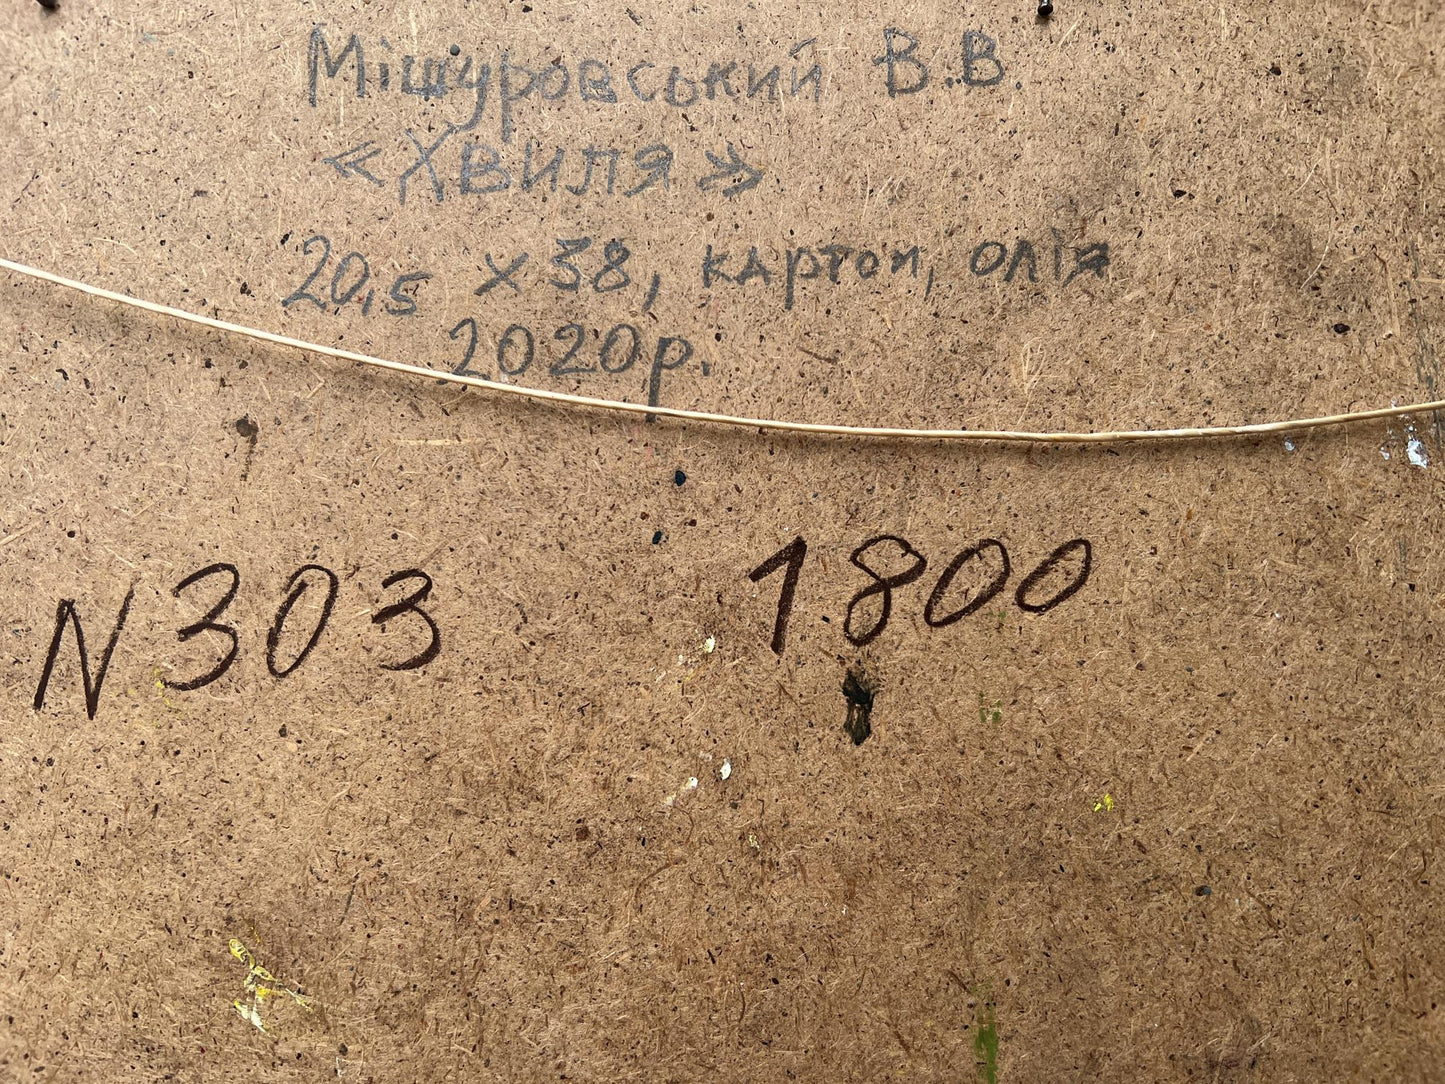 Мішуровський В.В
«Хвиля»
20,5 x 38, картон, олія
2020р.
N303 1800